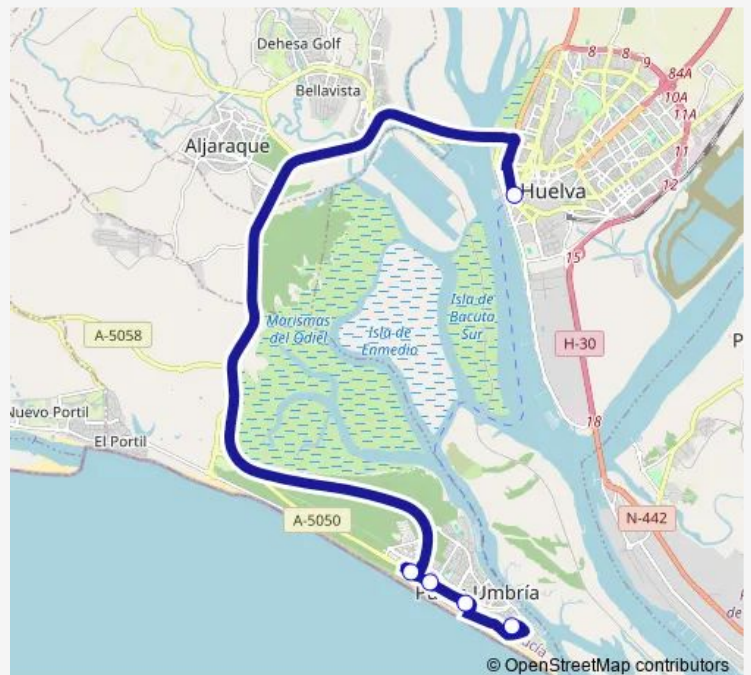 Dehesa Golf
Bellavista
Aljaraque
8
8
9
84A
10A
11A
11
12
Huelva
15
A-5058
Marismas
del Odiel
Isla de
Enmedio
Isla de
Bacuta
Sur
H-30
P
Nuevo Portil
El Portil
18
A-5050
N-442
Umbría
de
© OpenStreetMap contributors